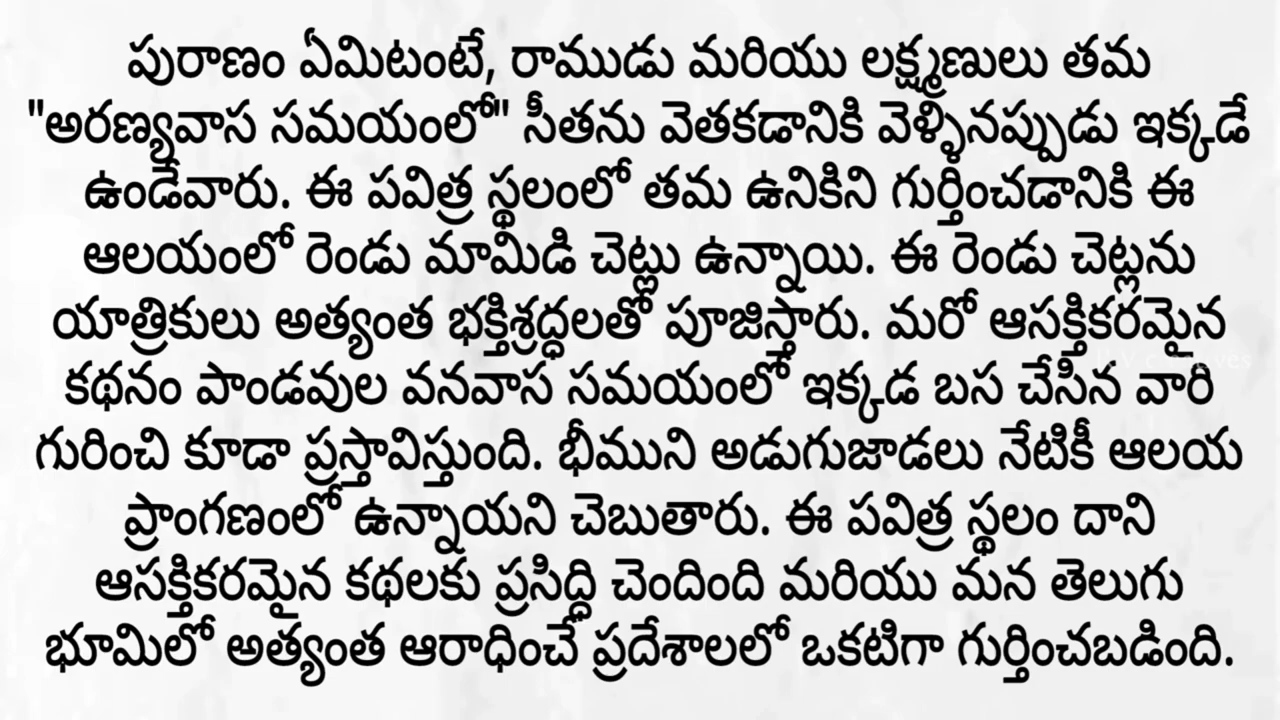 పురాణం ఏమిటంటే, రాముడు మరియు లక్ష్మణులు తమ
"అరణ్యవాస సమయంలో" సీతను వెతకడానికి వెళ్ళినప్పుడు ఇక్కడే
ఉండేవారు. ఈ పవిత్ర స్థలంలో తమ ఉనికిని గుర్తించడానికి ఈ
ఆలయంలో రెండు మామిడి చెట్లు ఉన్నాయి. ఈ రెండు చెట్లను
యాత్రికులు అత్యంత భక్తిశ్రద్ధలతో పూజిస్తారు. మరో ఆసక్తికరమైన
కథనం పాండవుల వనవాస సమయంలో ఇక్కడ బస చేసిన వారి
గురించి కూడా ప్రస్తావిస్తుంది. భీముని అడుగుజాడలు నేటికీ ఆలయ
ప్రాంగణంలో ఉన్నాయని చెబుతారు. ఈ పవిత్ర స్థలం దాని
ఆసక్తికరమైన కథలకు ప్రసిద్ధి చెందింది మరియు మన తెలుగు
భూమిలో అత్యంత ఆరాధించే ప్రదేశాలలో ఒకటిగా గుర్తించబడింది.